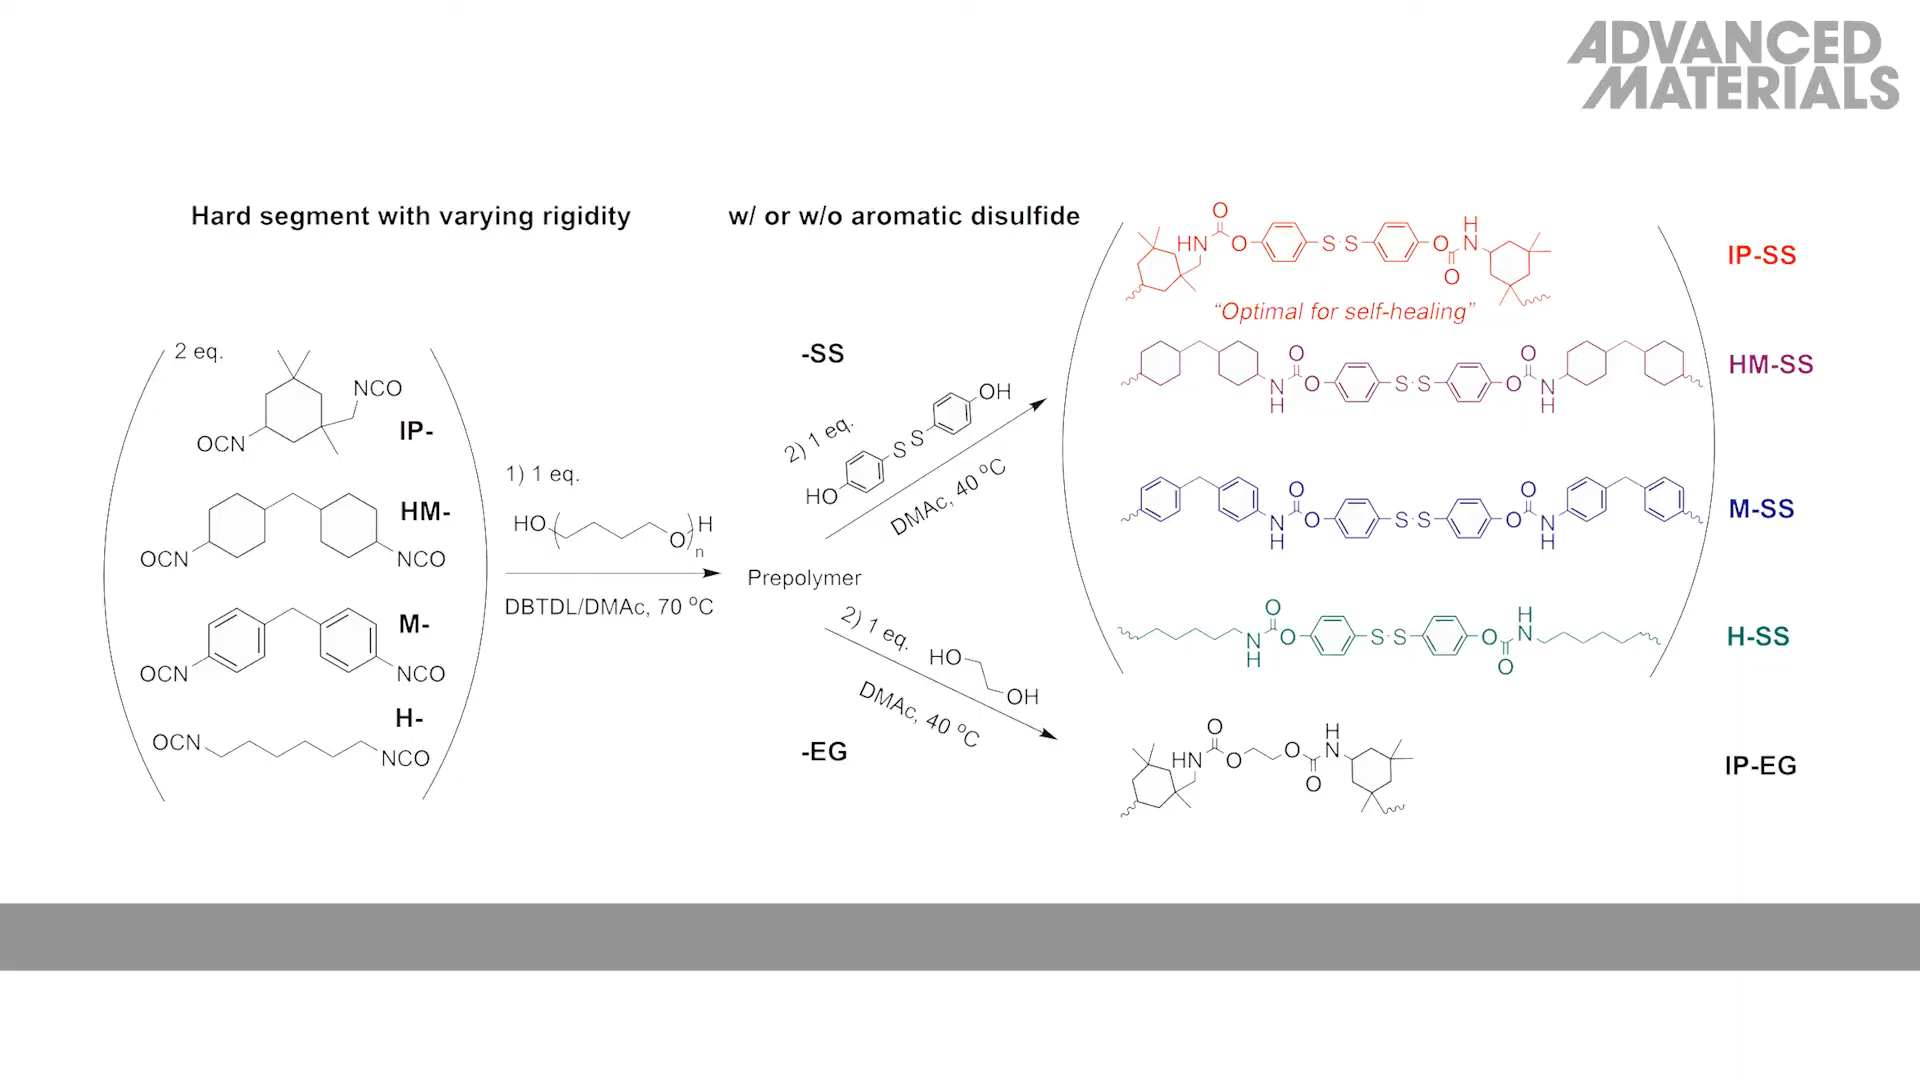 ADVANCED
MATERIALS
Hard segment with varying rigidity
w/ or w/o aromatic disulfide
2 eq.
NCO
OCN
IP-
HM-
OCN
NCO
M-
OCN
NCO
H-
OCN
NCO
1) 1 eq.
HO
O
H
n
DBTDL/DMAc, 70 °C
Prepolymer
-SS
2) 1 eq.
HO
S
S
OH
DMAc, 40 °C
2) 1 eq.
HO
OH
DMAc, 40 °C
-EG
HN
O
O
S
S
O
O
N
H
IP-SS
"Optimal for self-healing"
N
H
O
O
S
S
O
O
N
H
HM-SS
N
H
O
O
S
S
O
O
N
H
M-SS
N
H
O
O
S
S
O
O
H
N
H-SS
HN
O
O
O
O
H
N
IP-EG